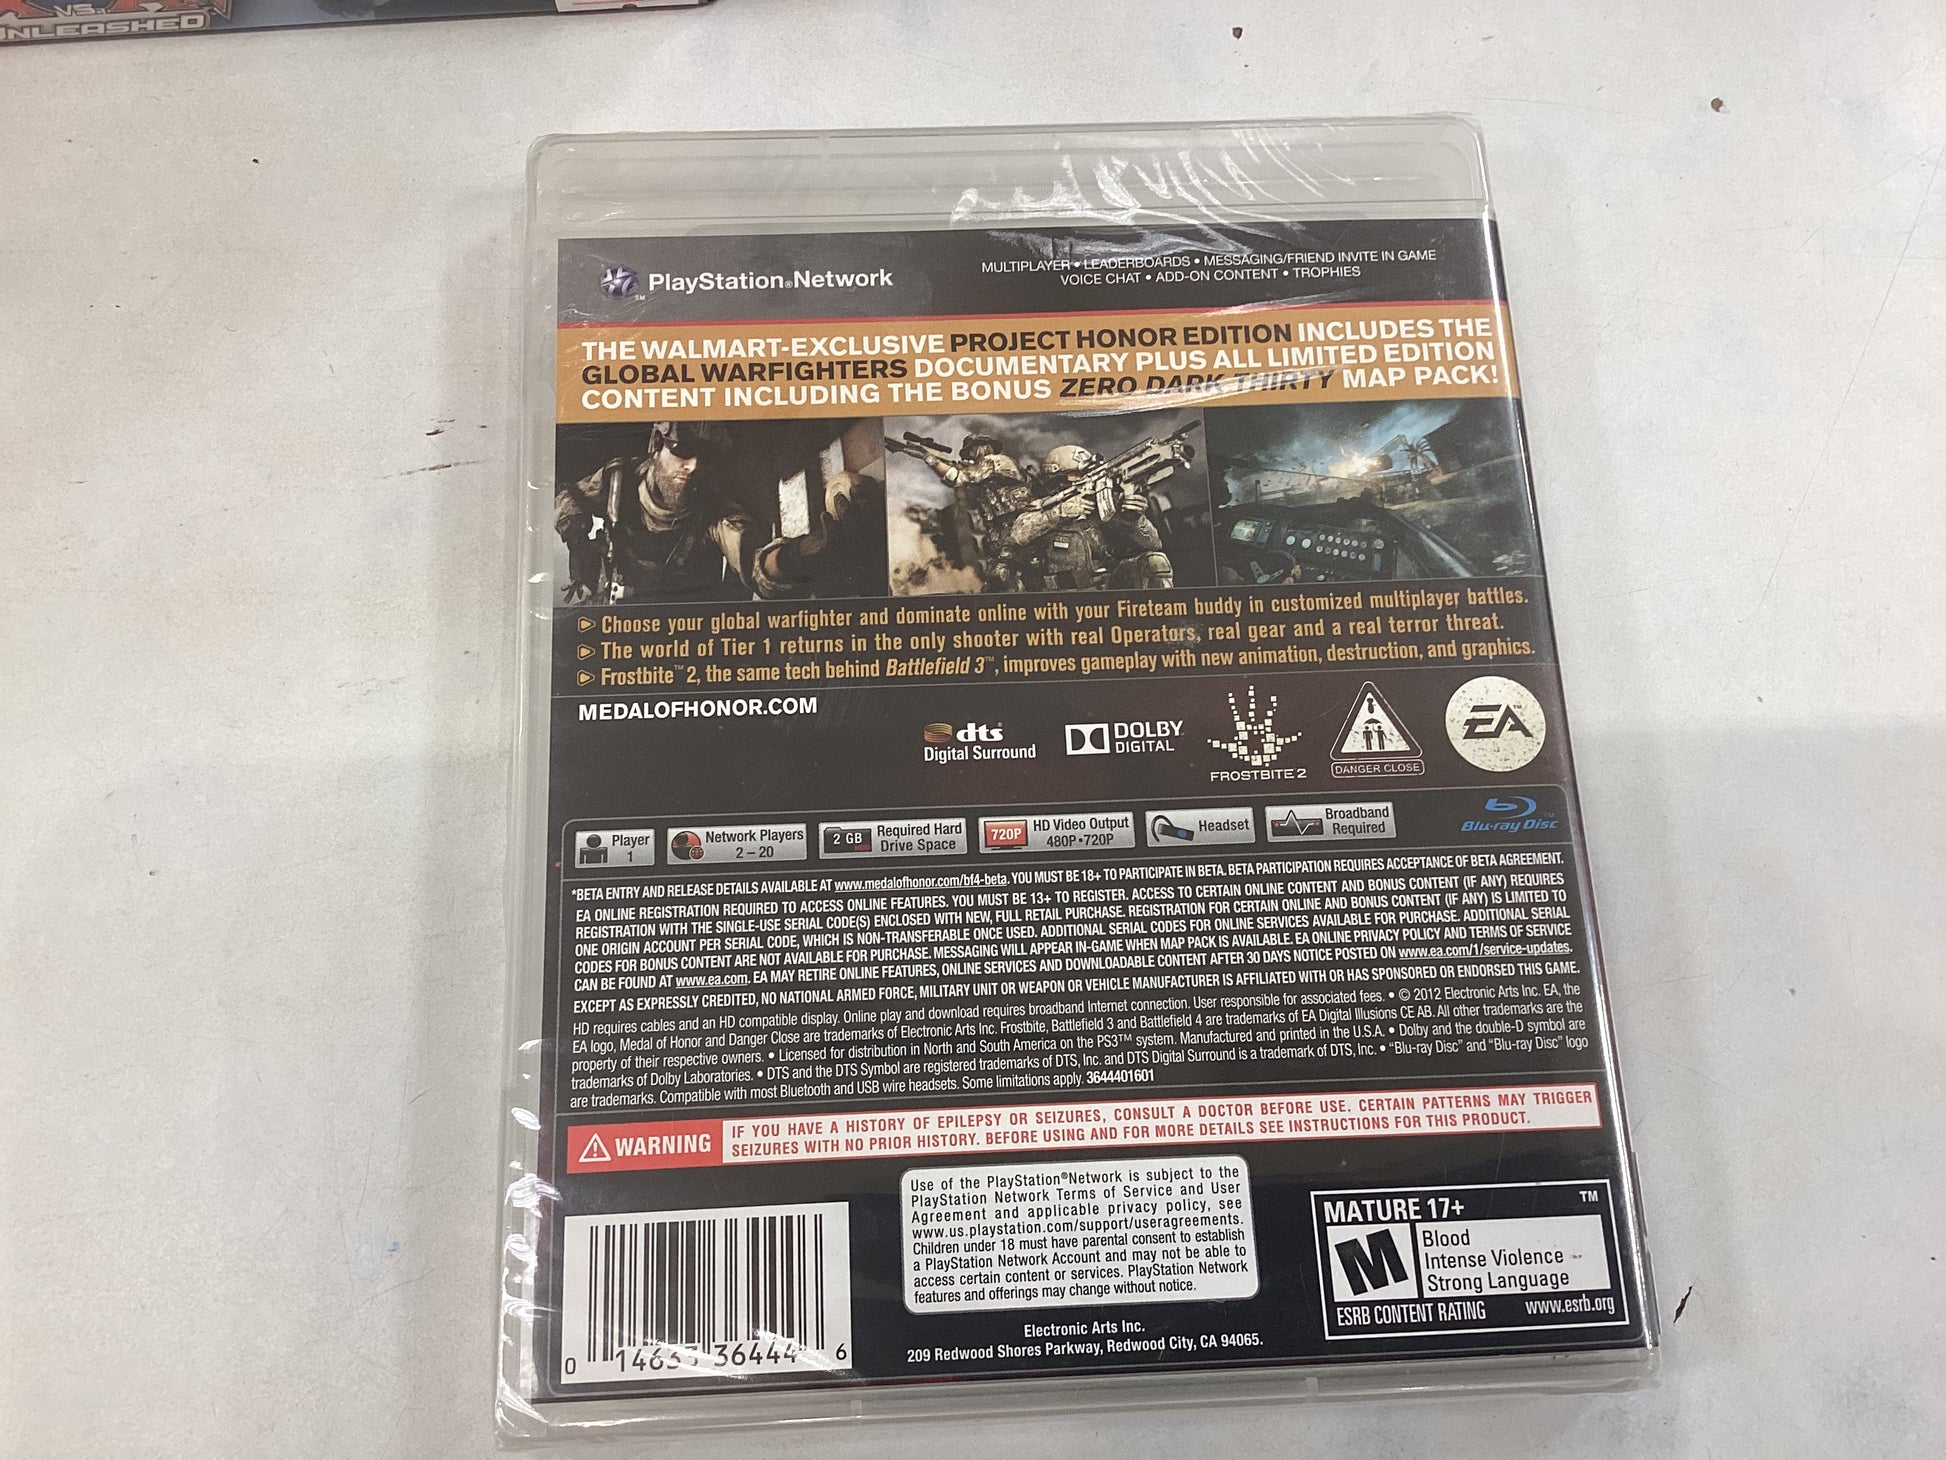 VS.
UNLEASHED
PlayStation®Network
SM
MULTIPLAYER • LEADERBOARDS • MESSAGING/FRIEND INVITE IN GAME
VOICE CHAT • ADD-ON CONTENT • TROPHIES
THE WALMART-EXCLUSIVE PROJECT HONOR EDITION INCLUDES THE
GLOBAL WARFIGHTERS DOCUMENTARY PLUS ALL LIMITED EDITION
CONTENT INCLUDING THE BONUS ZERO DARK THIRTY MAP PACK!
Choose your global warfighter and dominate online with your Fireteam buddy in customized multiplayer battles.
The world of Tier 1 returns in the only shooter with real Operators, real gear and a real terror threat.
Frostbite™ 2, the same tech behind Battlefield 3™, improves gameplay with new animation, destruction, and graphics.
MEDALOFHONOR.COM
dts
Digital Surround
DOLBY
DIGITAL
FROSTBITE 2
DANGER CLOSE
EA
Player
1
Network Players
2 – 20
2 GB
HDD
Required Hard
Drive Space
720P
HD Video Output
480P • 720P
Headset
Broadband
Required
Blu-ray Disc™
*BETA ENTRY AND RELEASE DETAILS AVAILABLE AT www.medalofhonor.com/bf4-beta. YOU MUST BE 18+ TO PARTICIPATE IN BETA. BETA PARTICIPATION REQUIRES ACCEPTANCE OF BETA AGREEMENT.
EA ONLINE REGISTRATION REQUIRED TO ACCESS ONLINE FEATURES. YOU MUST BE 13+ TO REGISTER. ACCESS TO CERTAIN ONLINE CONTENT AND BONUS CONTENT (IF ANY) REQUIRES
REGISTRATION WITH THE SINGLE-USE SERIAL CODE(S) ENCLOSED WITH NEW, FULL RETAIL PURCHASE. REGISTRATION FOR CERTAIN ONLINE AND BONUS CONTENT (IF ANY) IS LIMITED TO
ONE ORIGIN ACCOUNT PER SERIAL CODE, WHICH IS NON-TRANSFERABLE ONCE USED. ADDITIONAL SERIAL CODES FOR ONLINE SERVICES AVAILABLE FOR PURCHASE. ADDITIONAL SERIAL
CODES FOR BONUS CONTENT ARE NOT AVAILABLE FOR PURCHASE. MESSAGING WILL APPEAR IN-GAME WHEN MAP PACK IS AVAILABLE. EA ONLINE PRIVACY POLICY AND TERMS OF SERVICE
CAN BE FOUND AT www.ea.com. EA MAY RETIRE ONLINE FEATURES, ONLINE SERVICES AND DOWNLOADABLE CONTENT AFTER 30 DAYS NOTICE POSTED ON www.ea.com/1/service-updates.
EXCEPT AS EXPRESSLY CREDITED, NO NATIONAL ARMED FORCE, MILITARY UNIT OR WEAPON OR VEHICLE MANUFACTURER IS AFFILIATED WITH OR HAS SPONSORED OR ENDORSED THIS GAME.
HD requires cables and an HD compatible display. Online play and download requires broadband Internet connection. User responsible for associated fees. • © 2012 Electronic Arts Inc. EA, the
EA logo, Medal of Honor and Danger Close are trademarks of Electronic Arts Inc. Frostbite, Battlefield 3 and Battlefield 4 are trademarks of EA Digital Illusions CE AB. All other trademarks are the
property of their respective owners. • Licensed for distribution in North and South America on the PS3™ system. Manufactured and printed in the U.S.A. • Dolby and the double-D symbol are
trademarks of Dolby Laboratories. • DTS and the DTS Symbol are registered trademarks of DTS, Inc. and DTS Digital Surround is a trademark of DTS, Inc. • “Blu-ray Disc” and “Blu-ray Disc” logo
are trademarks. Compatible with most Bluetooth and USB wire headsets. Some limitations apply. 3644401601
WARNING
IF YOU HAVE A HISTORY OF EPILEPSY OR SEIZURES, CONSULT A DOCTOR BEFORE USE. CERTAIN PATTERNS MAY TRIGGER
SEIZURES WITH NO PRIOR HISTORY. BEFORE USING AND FOR MORE DETAILS SEE INSTRUCTIONS FOR THIS PRODUCT.
Use of the PlayStation®Network is subject to the
PlayStation Network Terms of Service and User
Agreement and applicable privacy policy, see
www.us.playstation.com/support/useragreements.
Children under 18 must have parental consent to establish
a PlayStation Network Account and may not be able to
access certain content or services. PlayStation Network
features and offerings may change without notice.
Electronic Arts Inc.
209 Redwood Shores Parkway, Redwood City, CA 94065.
0 14633 36444 6
MATURE 17+ ™
M
Blood
Intense Violence
Strong Language
ESRB CONTENT RATING www.esrb.org